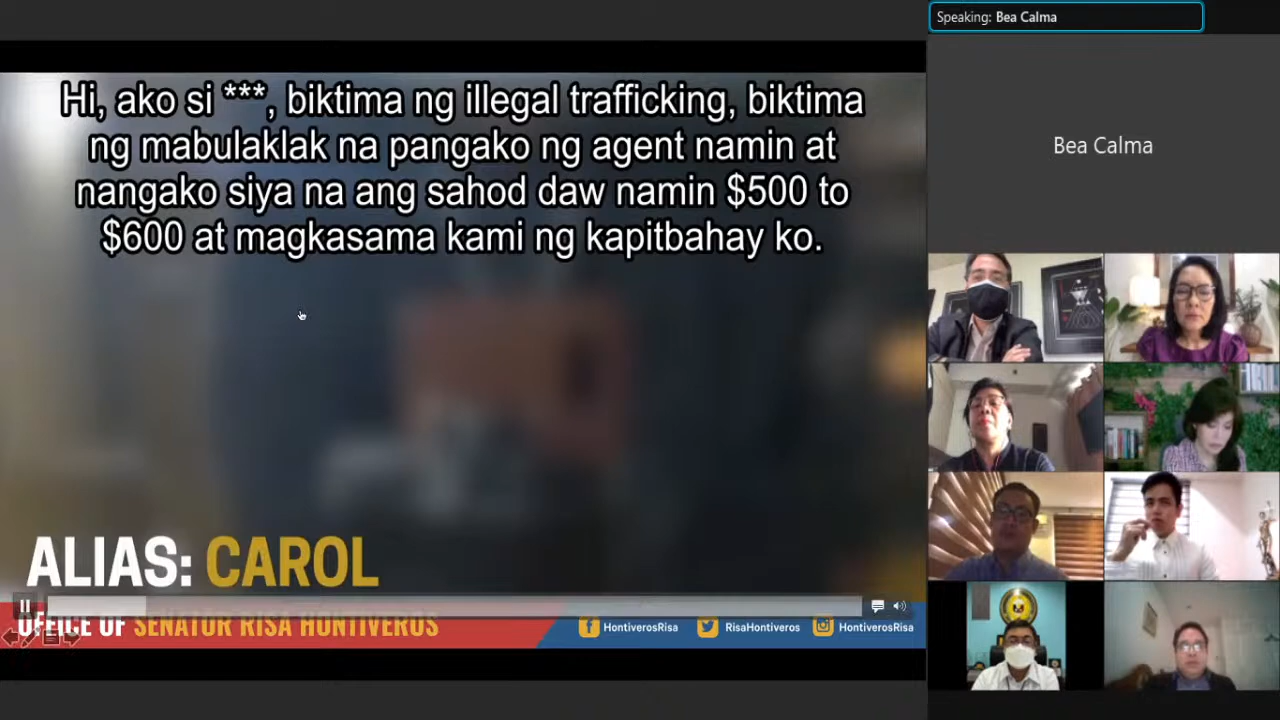 Speaking: Bea Calma
Hi, ako si ***, biktima ng illegal trafficking, biktima
ng mabulaklak na pangako ng agent namin at
nangako siya na ang sahod daw namin $500 to
$600 at magkasama kami ng kapitbahay ko.
Bea Calma
ALIAS: CAROL
OFFICE OF SENATOR RISA HONTIVEROS
HontiverosRisa
RisaHontiveros
HontiverosRisa